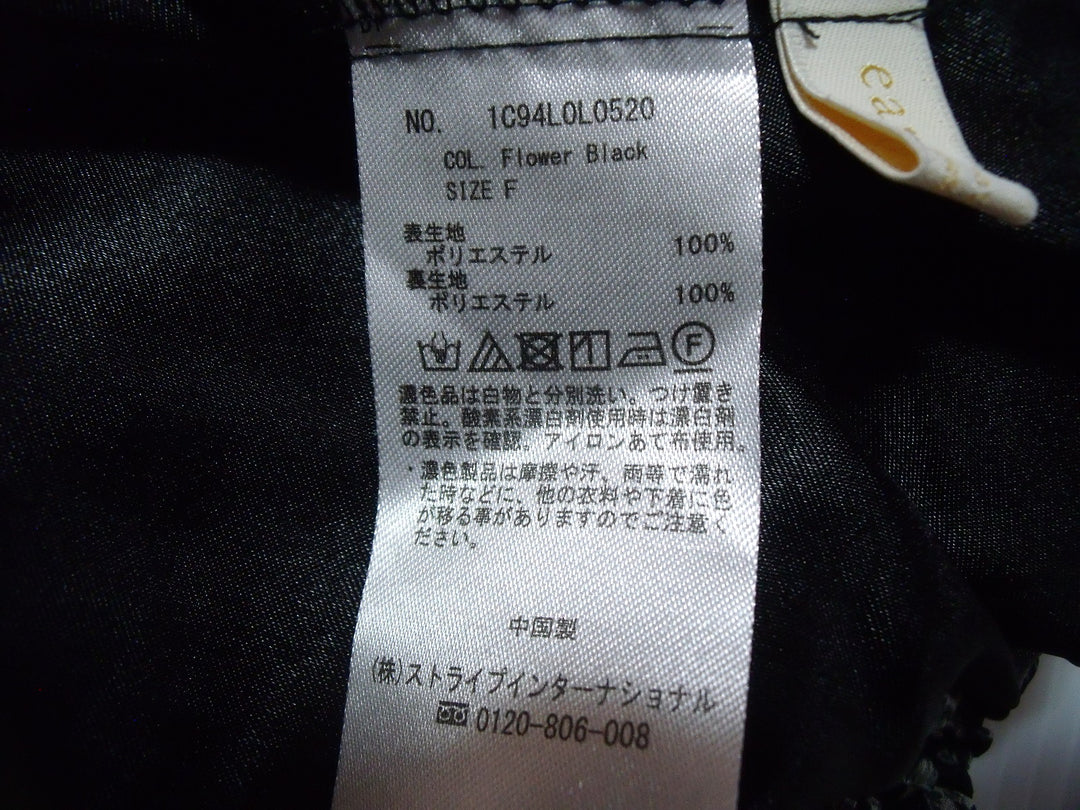 NO. 1C94L0L0520
COL. Flower Black
SIZE F
表生地
ポリエステル 100%
裏生地
ポリエステル 100%
F
濃色品は白物と分別洗い。つけ置き
禁止。酸素系漂白剤使用時は漂白剤
の表示を確認。アイロンあて布使用。
・濃色製品は摩擦や汗、雨等で濡れ
た時などに、他の衣料や下着に色
が移る事がありますのでご注意く
ださい。
中国製
(株)ストライプインターナショナル
0120-806-008
ea